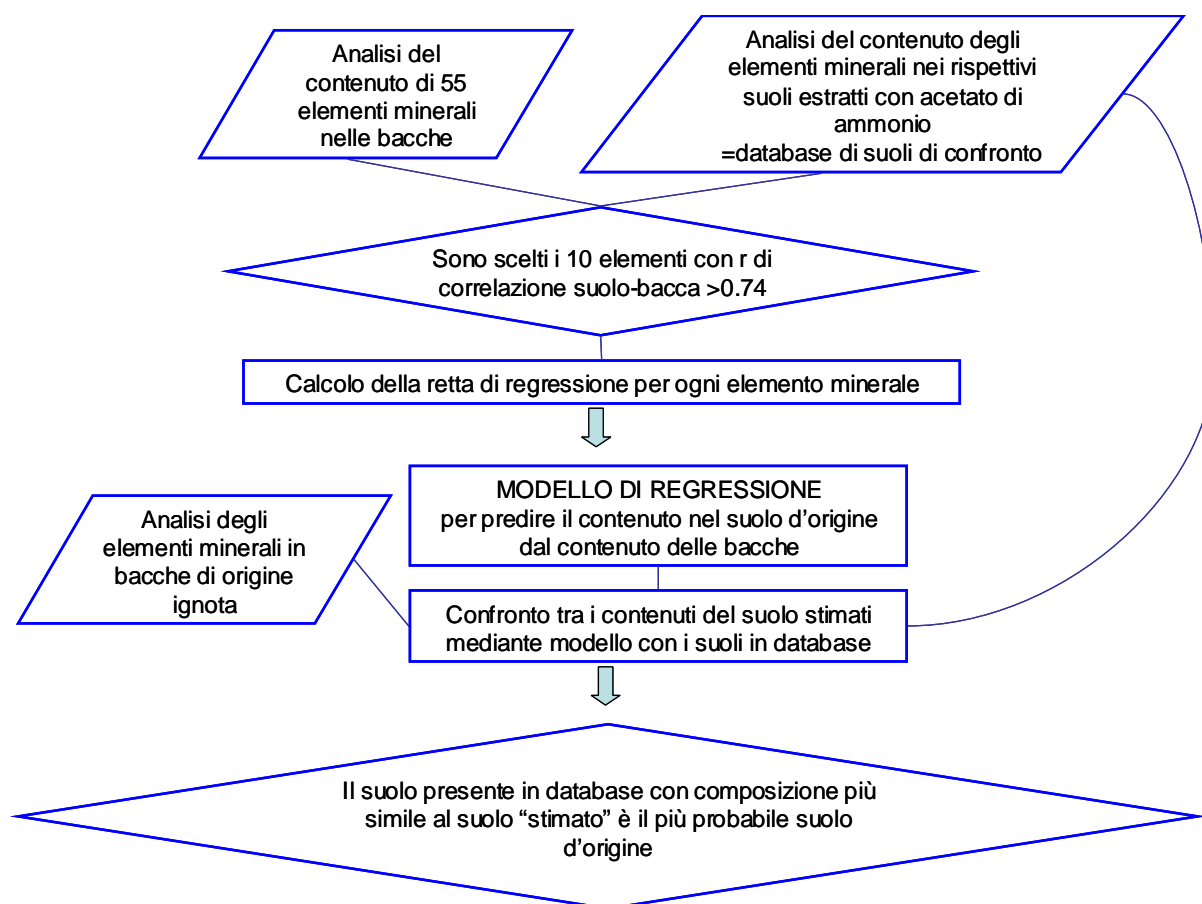 Analisi del
contenuto di 55
elementi minerali
nelle bacche
Analisi del contenuto degli
elementi minerali nei rispettivi
suoli estratti con acetato di
ammonio
=database di suoli di confronto
Sono scelti i 10 elementi con r di
correlazione suolo-bacca >0.74
Calcolo della retta di regressione per ogni elemento minerale
MODELLO DI REGRESSIONE
per predire il contenuto nel suolo d’origine
dal contenuto delle bacche
Analisi degli
elementi minerali in
bacche di origine
ignota
Confronto tra i contenuti del suolo stimati
mediante modello con i suoli in database
Il suolo presente in database con composizione più
simile al suolo “stimato” è il più probabile suolo
d’origine